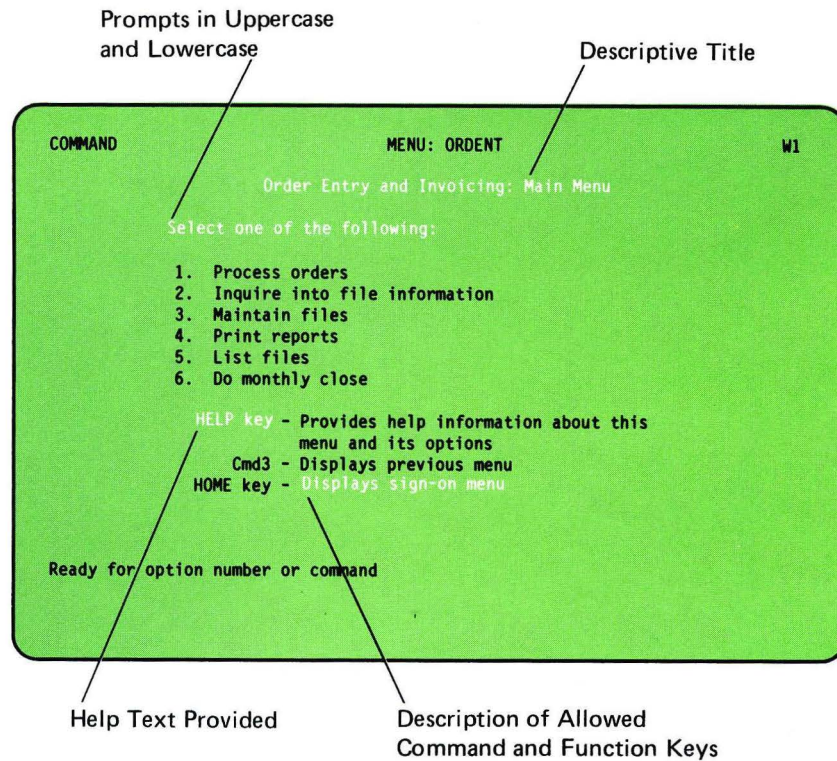 Prompts in Uppercase
and Lowercase
Descriptive Title
COMMAND MENU: ORDENT W1
Order Entry and Invoicing: Main Menu
Select one of the following:
1. Process orders
2. Inquire into file information
3. Maintain files
4. Print reports
5. List files
6. Do monthly close
HELP key - Provides help information about this
menu and its options
Cmd3 - Displays previous menu
HOME key - Displays sign-on menu
Ready for option number or command
Help Text Provided
Description of Allowed
Command and Function Keys